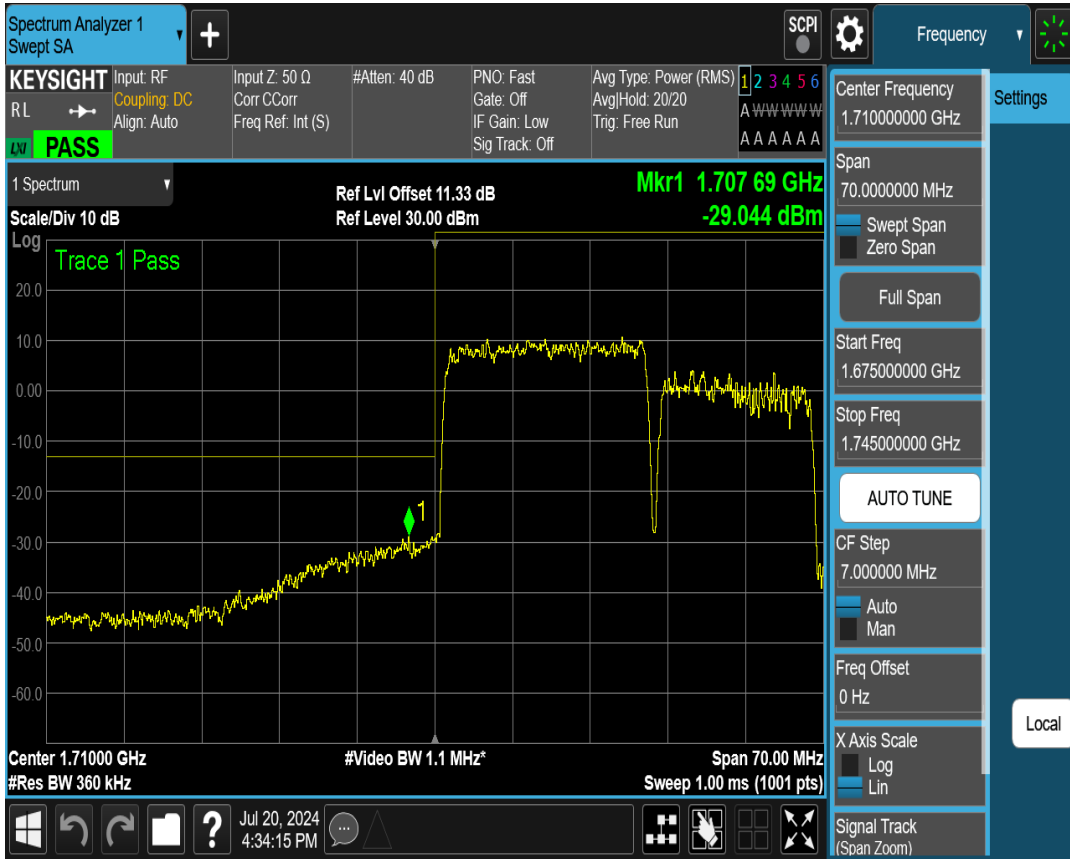 Spectrum Analyzer 1
Swept SA
+
SCPI
Frequency
KEYSIGHT
R L
LXI
PASS
Input: RF
Coupling: DC
Align: Auto
Input Z: 50 Ω
Corr CCorr
Freq Ref: Int (S)
#Atten: 40 dB
PNO: Fast
Gate: Off
IF Gain: Low
Sig Track: Off
Avg Type: Power (RMS)
Avg|Hold: 20/20
Trig: Free Run
1 2 3 4 5 6
A W W W W W
A A A A A A
1 Spectrum
Scale/Div 10 dB
Ref Lvl Offset 11.33 dB
Ref Level 30.00 dBm
Mkr1 1.707 69 GHz
-29.044 dBm
Log
Trace 1 Pass
20.0
10.0
0.00
-10.0
-20.0
-30.0
-40.0
-50.0
-60.0
1
Center 1.71000 GHz
#Res BW 360 kHz
#Video BW 1.1 MHz*
Span 70.00 MHz
Sweep 1.00 ms (1001 pts)
Center Frequency
1.710000000 GHz
Span
70.0000000 MHz
Swept Span
Zero Span
Full Span
Start Freq
1.675000000 GHz
Stop Freq
1.745000000 GHz
AUTO TUNE
CF Step
7.000000 MHz
Auto
Man
Freq Offset
0 Hz
X Axis Scale
Log
Lin
Signal Track
(Span Zoom)
Settings
Local
?
Jul 20, 2024
4:34:15 PM